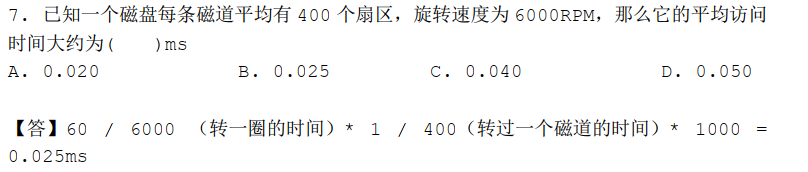 7. 已知一个磁盘每条磁道平均有 400 个扇区，旋转速度为 6000RPM，那么它的平均访问
时间大约为(   )ms
A. 0.020 B. 0.025 C. 0.040 D. 0.050
【答】60 / 6000 （转一圈的时间）* 1 / 400（转过一个磁道的时间）* 1000 =
0.025ms